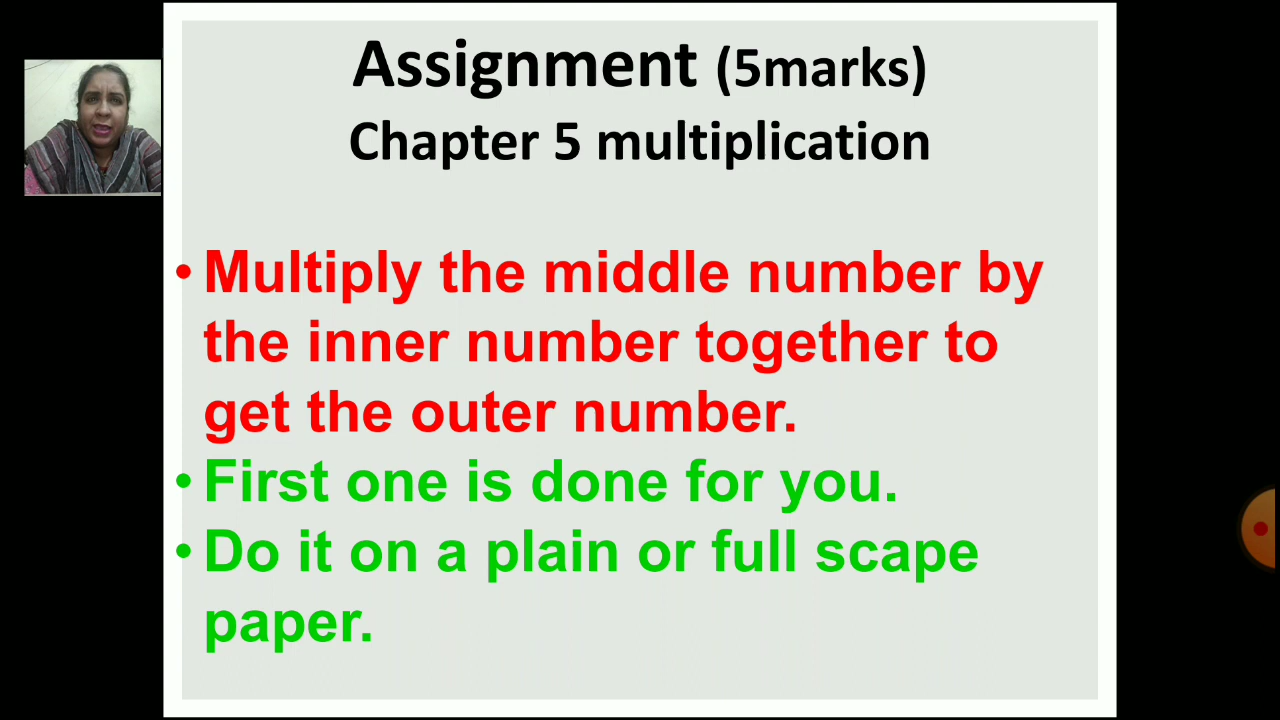 Assignment (5marks)
Chapter 5 multiplication
• Multiply the middle number by
the inner number together to
get the outer number.
• First one is done for you.
• Do it on a plain or full scape
paper.